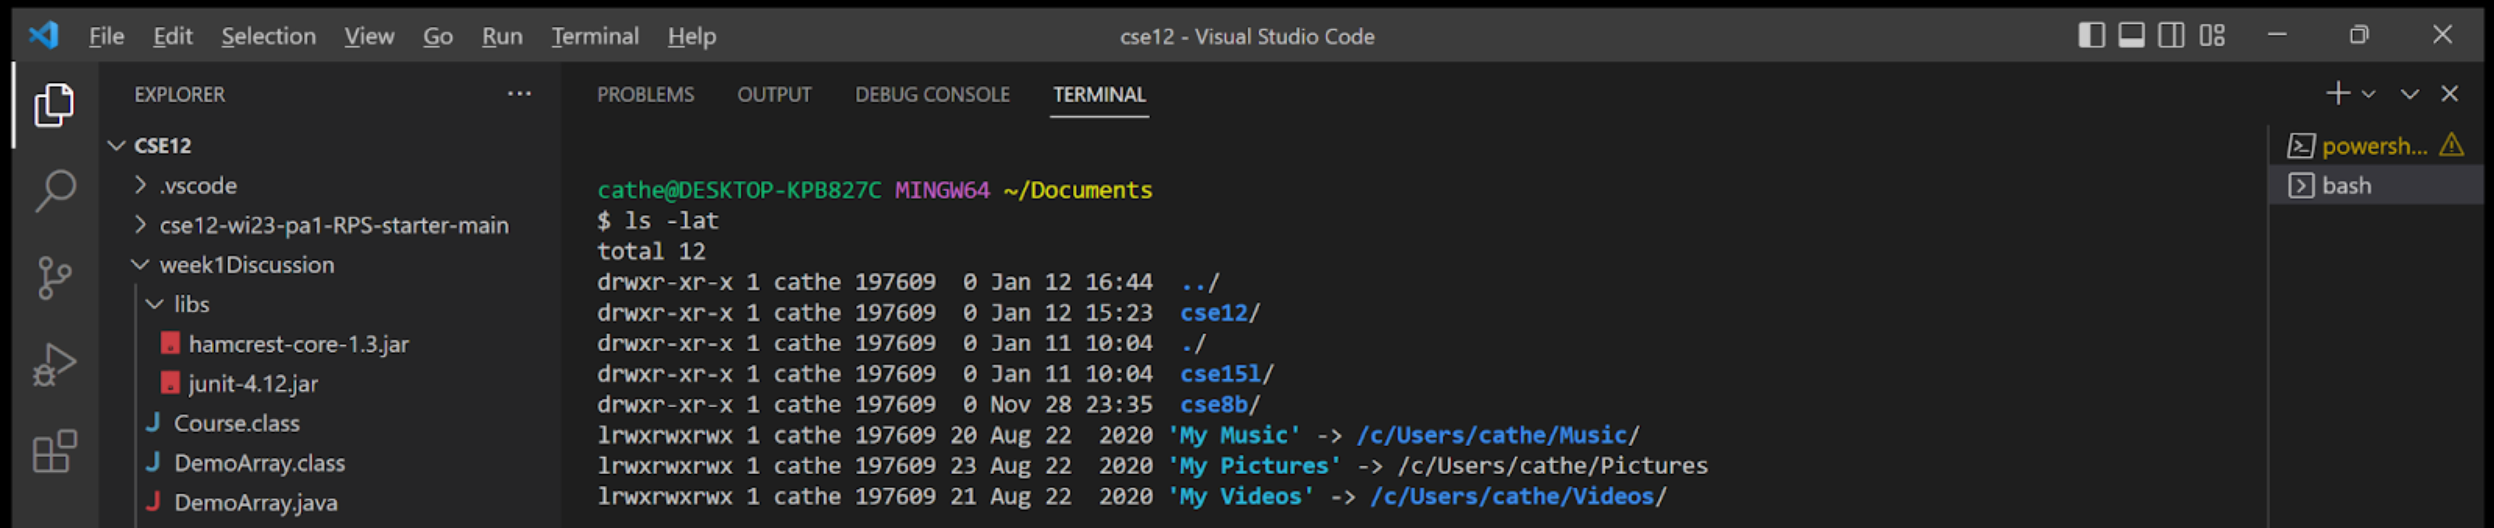 File Edit Selection View Go Run Terminal Help cse12 - Visual Studio Code
EXPLORER ...
CSE12
.vscode
cse12-wi23-pa1-RPS-starter-main
week1Discussion
libs
hamcrest-core-1.3.jar
junit-4.12.jar
J Course.class
J DemoArray.class
J DemoArray.java
PROBLEMS OUTPUT DEBUG CONSOLE TERMINAL
cathe@DESKTOP-KPB827C MINGW64 ~/Documents
$ ls -lat
total 12
drwxr-xr-x 1 cathe 197609  0 Jan 12 16:44  ../
drwxr-xr-x 1 cathe 197609  0 Jan 12 15:23  cse12/
drwxr-xr-x 1 cathe 197609  0 Jan 11 10:04  ./
drwxr-xr-x 1 cathe 197609  0 Jan 11 10:04  cse15l/
drwxr-xr-x 1 cathe 197609  0 Nov 28 23:35  cse8b/
lrwxrwxrwx 1 cathe 197609 20 Aug 22  2020 'My Music' -> /c/Users/cathe/Music/
lrwxrwxrwx 1 cathe 197609 23 Aug 22  2020 'My Pictures' -> /c/Users/cathe/Pictures
lrwxrwxrwx 1 cathe 197609 21 Aug 22  2020 'My Videos' -> /c/Users/cathe/Videos/
powersh...
bash